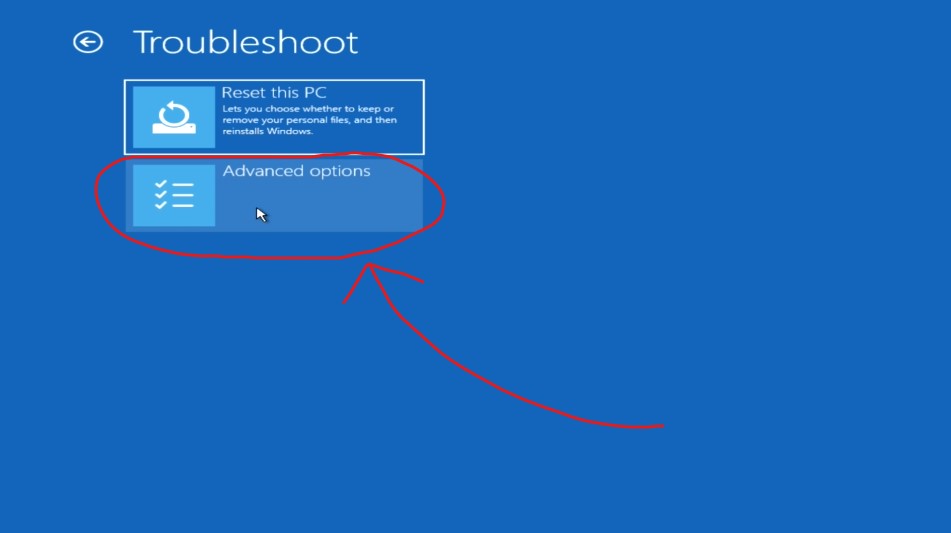 Troubleshoot
Reset this PC
Lets you choose whether to keep or
remove your personal files, and then
reinstalls Windows.
Advanced options